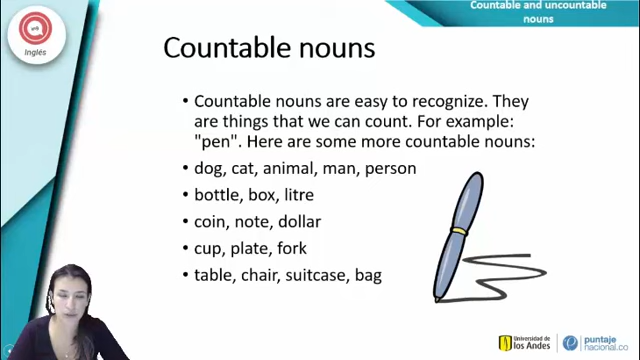 Countable and uncountable
nouns
Inglés
Countable nouns
• Countable nouns are easy to recognize. They
are things that we can count. For example:
"pen". Here are some more countable nouns:
• dog, cat, animal, man, person
• bottle, box, litre
• coin, note, dollar
• cup, plate, fork
• table, chair, suitcase, bag
Universidad de
los Andes
puntaje
nacional.co